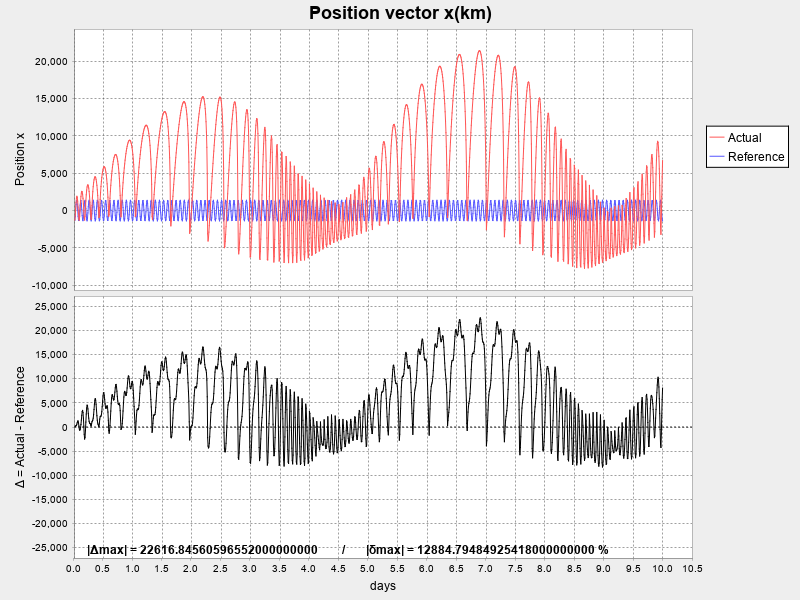 Position vector x(km)
20,000
15,000
10,000
5,000
0
-5,000
-10,000
Position x
Actual
Reference
25,000
20,000
15,000
10,000
5,000
0
-5,000
-10,000
-15,000
-20,000
-25,000
Δ = Actual - Reference
|Δmax| = 22616.84560596552000000000 / |δmax| = 12884.79484925418000000000 %
0.0 0.5 1.0 1.5 2.0 2.5 3.0 3.5 4.0 4.5 5.0 5.5 6.0 6.5 7.0 7.5 8.0 8.5 9.0 9.5 10.0 10.5
days